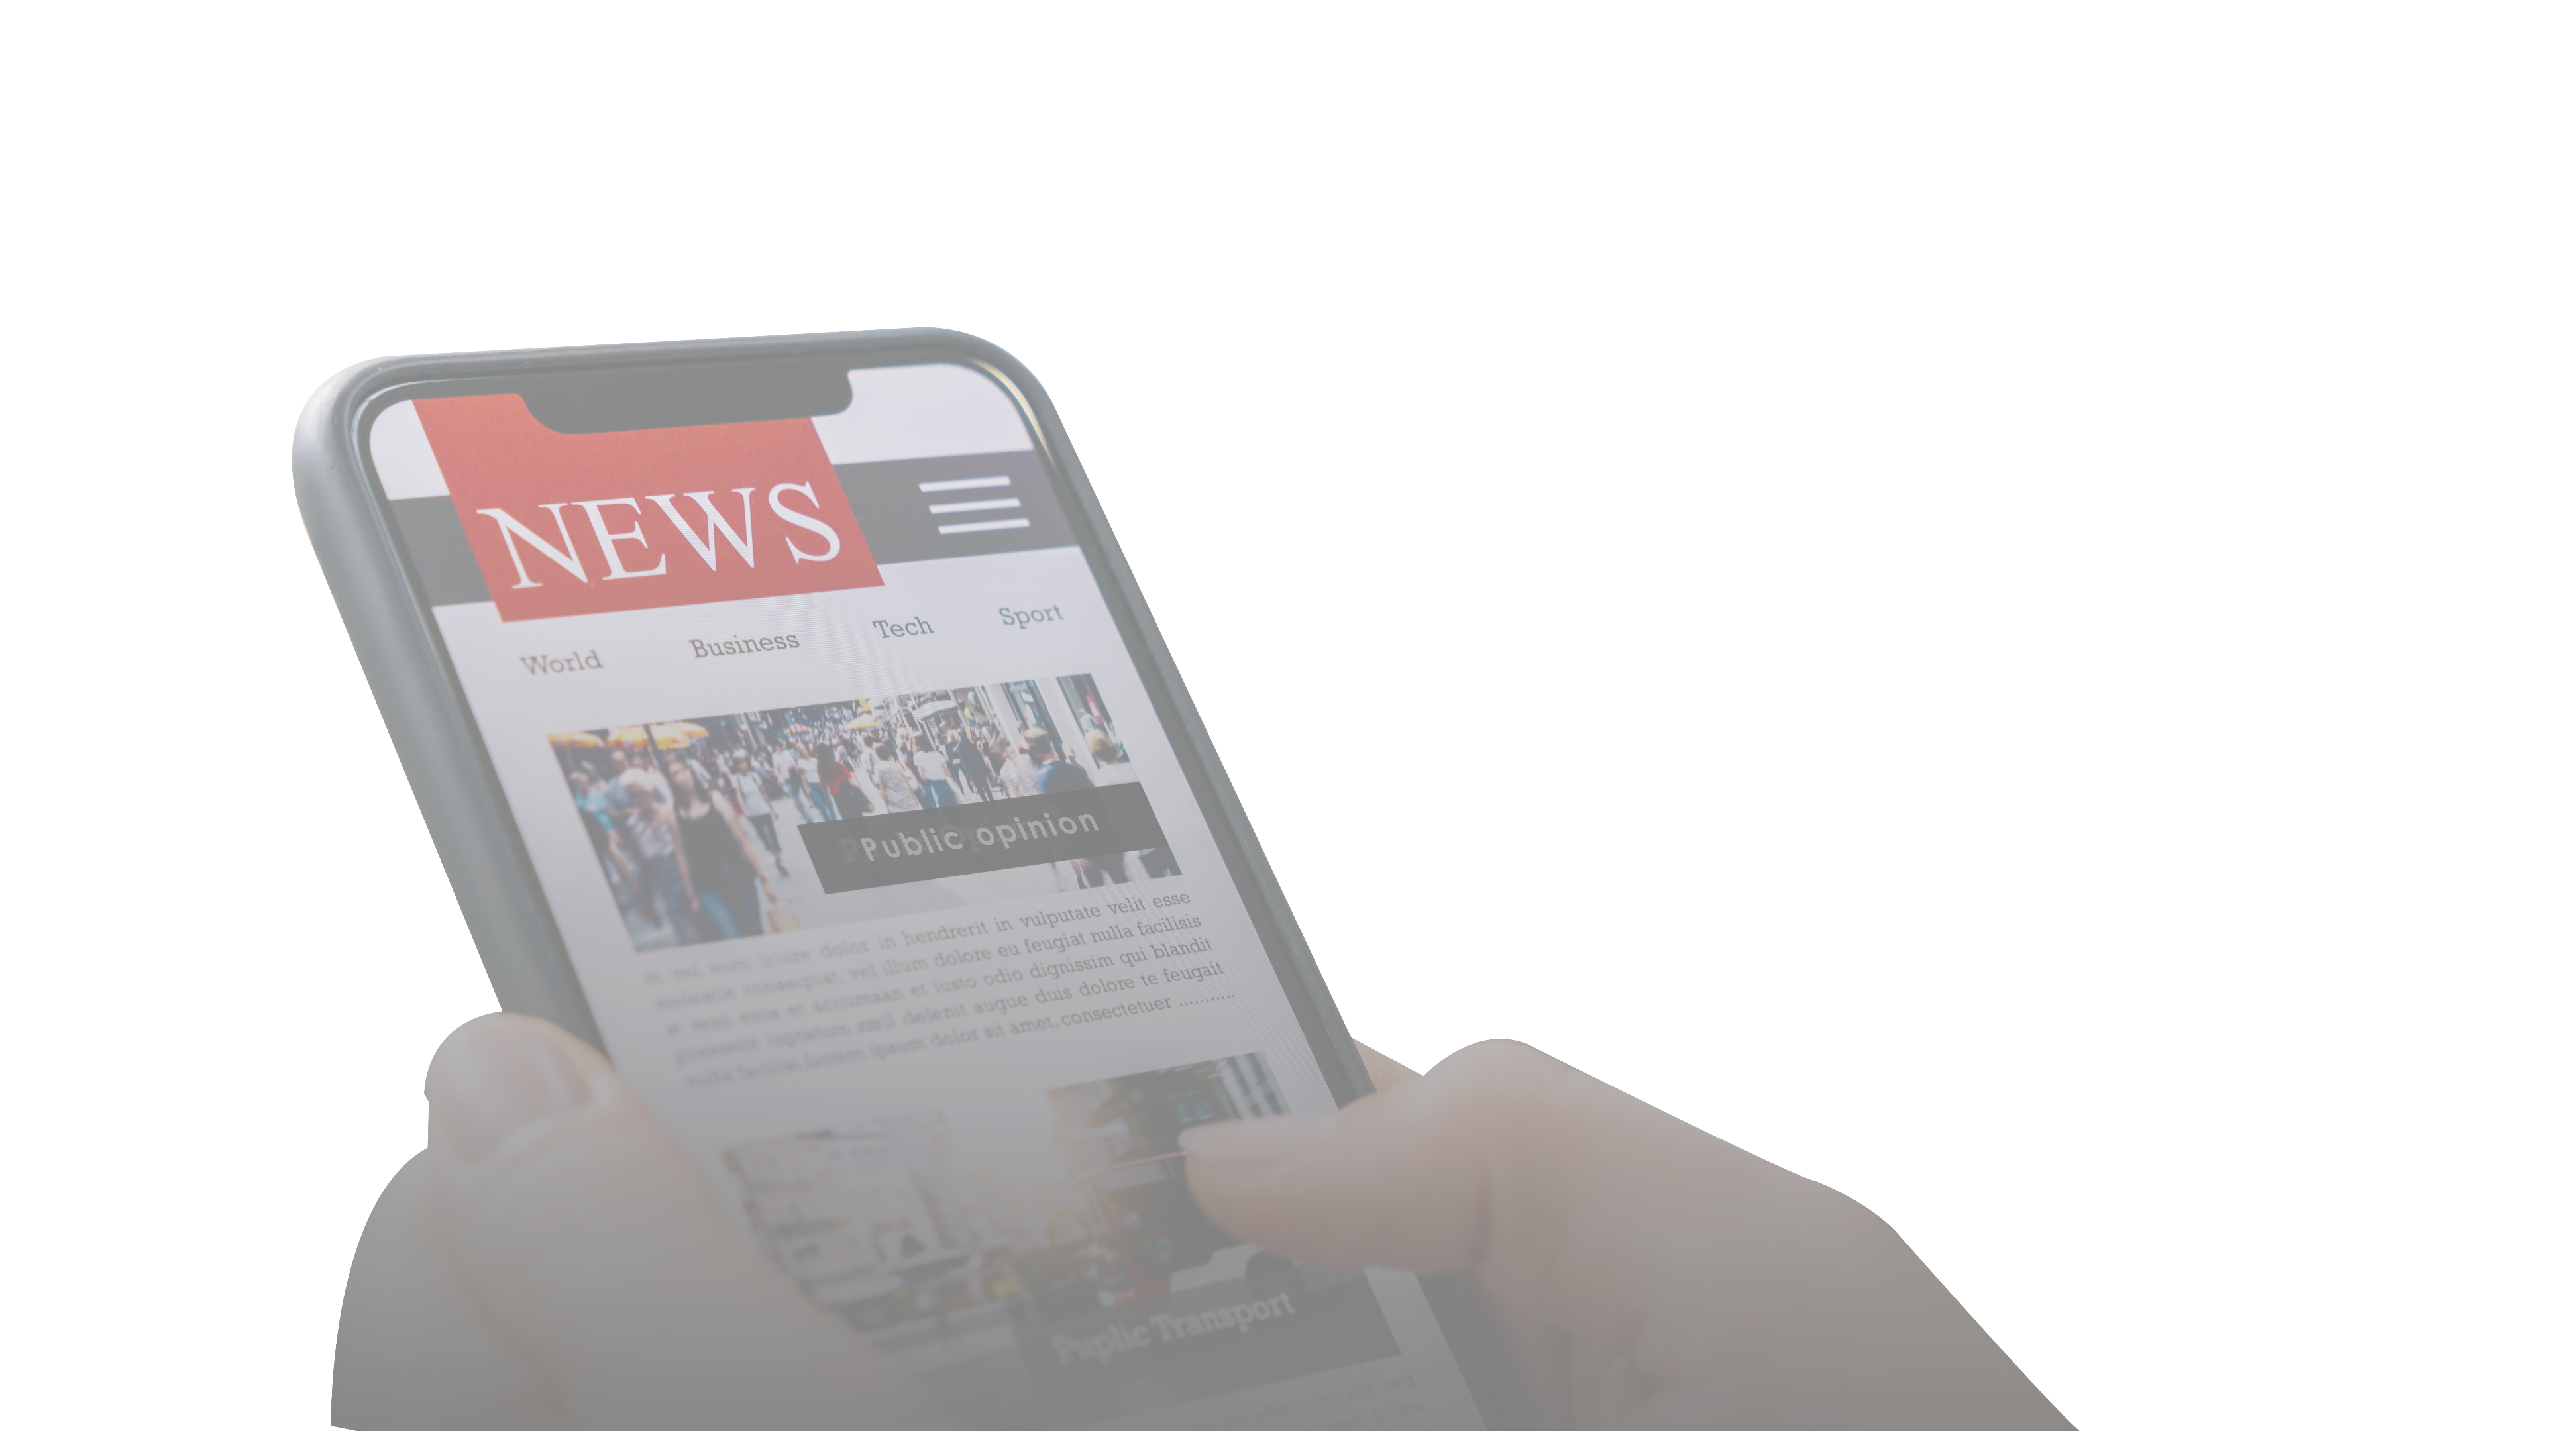 NEWS
World Business Tech Sport
Public opinion
vel eum iriure dolor in hendrerit in vulputate velit esse
molestie consequat, vel illum dolore eu feugiat nulla facilisis
at vero eros et accumsan et iusto odio dignissim qui blandit
praesent luptatum zzril delenit augue duis dolore te feugait
nulla facilisi. Lorem ipsum dolor sit amet, consectetuer ...........
Puplic Transport
elit, sed